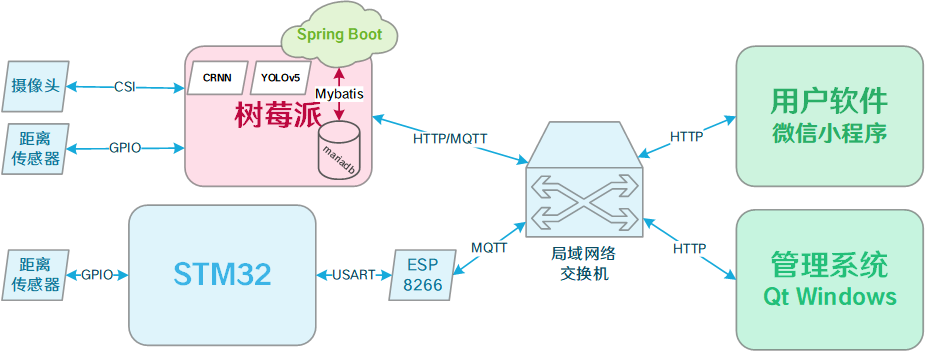 Spring Boot
CRNN
YOLOv5
摄像头
CSI
Mybatis
树莓派
mariadb
距离
传感器
GPIO
HTTP/MQTT
HTTP
用户软件
微信小程序
距离
传感器
GPIO
STM32
USART
ESP
8266
MQTT
局域网络
交换机
HTTP
管理系统
Qt Windows